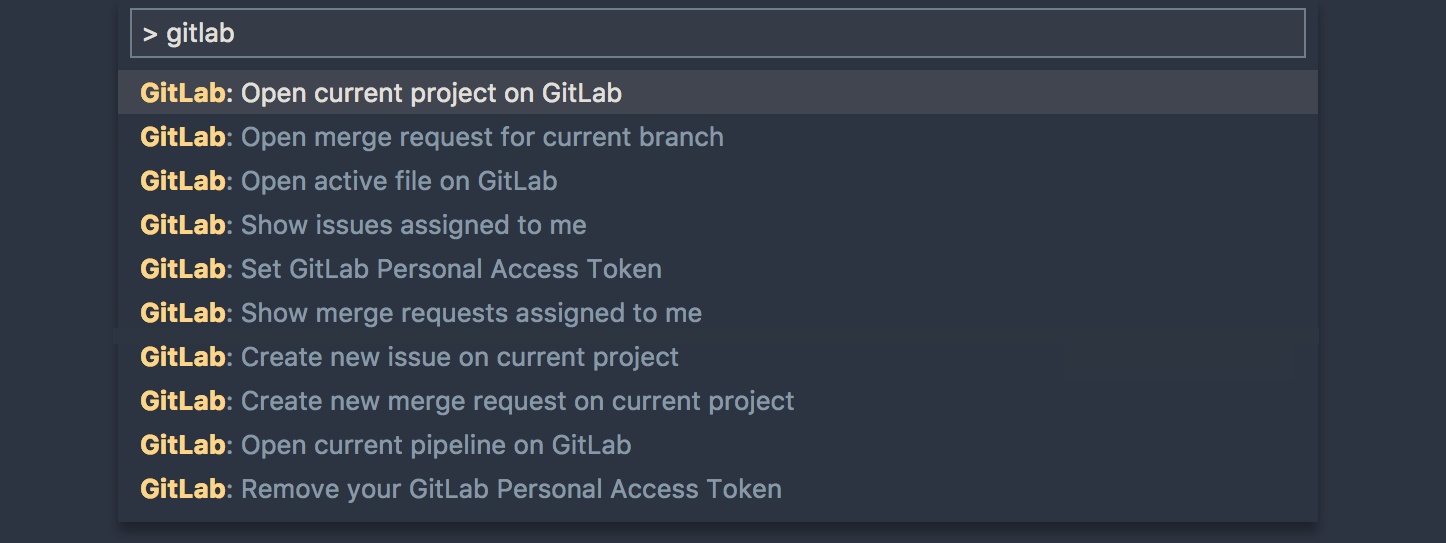 > gitlab
GitLab: Open current project on GitLab
GitLab: Open merge request for current branch
GitLab: Open active file on GitLab
GitLab: Show issues assigned to me
GitLab: Set GitLab Personal Access Token
GitLab: Show merge requests assigned to me
GitLab: Create new issue on current project
GitLab: Create new merge request on current project
GitLab: Open current pipeline on GitLab
GitLab: Remove your GitLab Personal Access Token